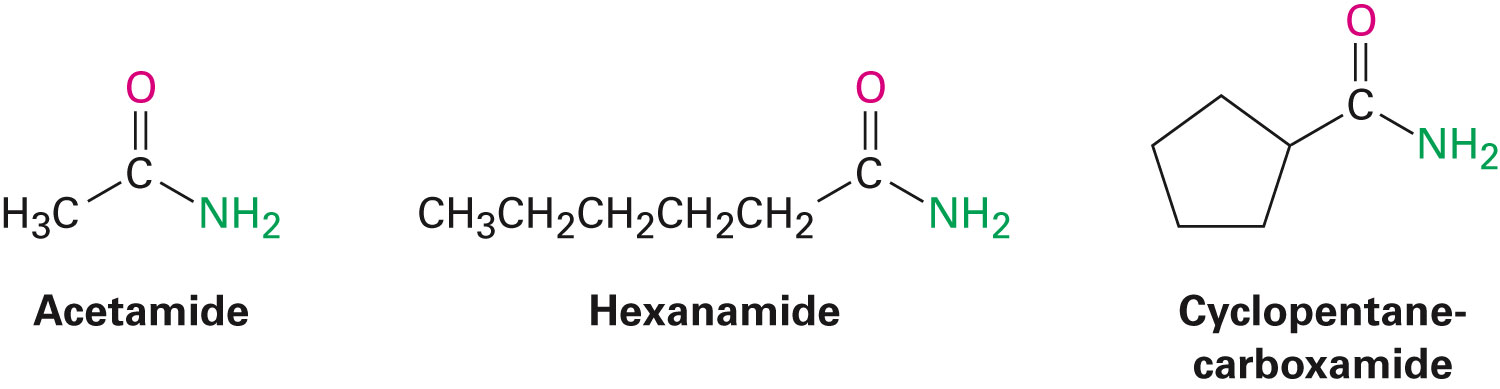 O
C
H₃C
NH₂
Acetamide
O
C
CH₃CH₂CH₂CH₂CH₂
NH₂
Hexanamide
O
C
NH₂
Cyclopentane-
carboxamide